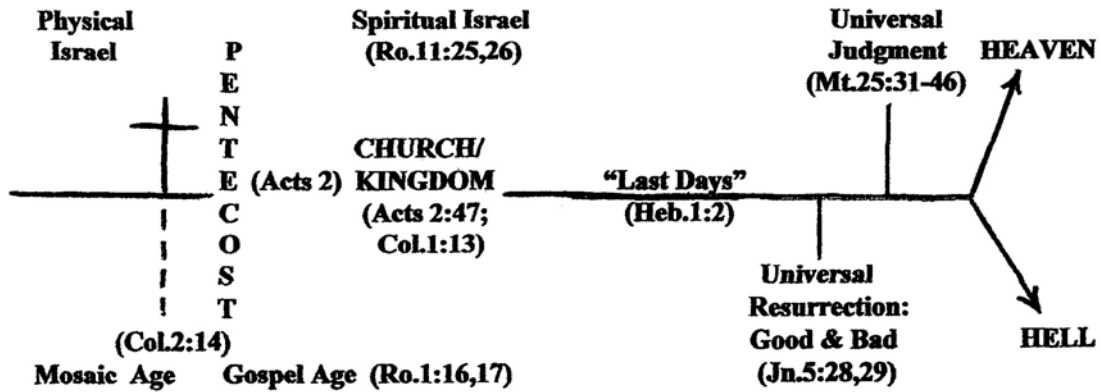 Physical
Israel
PENTECOST
Spiritual Israel
(Ro.11:25,26)
Universal
Judgment
(Mt.25:31-46)
HEAVEN
(Acts 2)
CHURCH/
KINGDOM
(Acts 2:47;
Col.1:13)
“Last Days”
(Heb.1:2)
Universal
Resurrection:
Good & Bad
(Jn.5:28,29)
HELL
(Col.2:14)
Mosaic Age
Gospel Age (Ro.1:16,17)